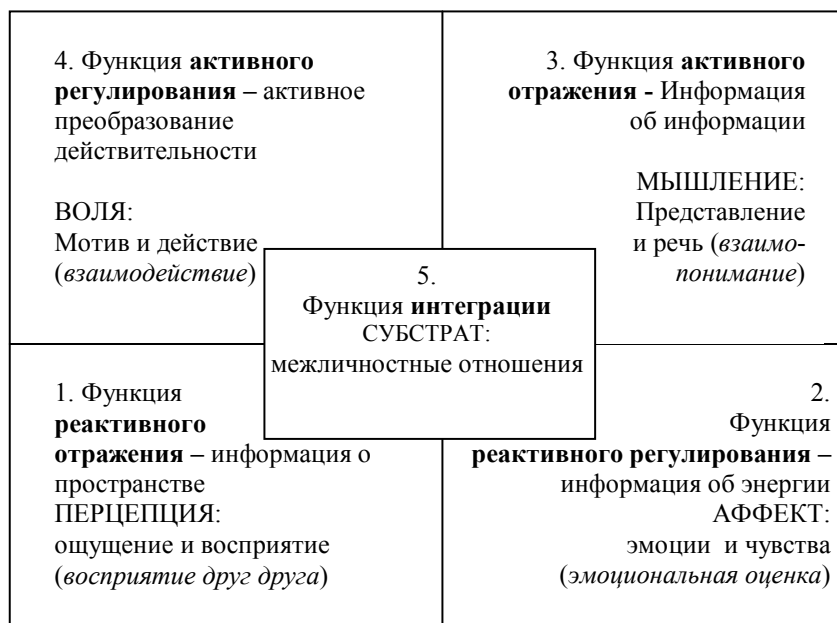 4. Функция активного
регулирования – активное
преобразование
действительности
ВОЛЯ:
Мотив и действие
(взаимодействие)
3. Функция активного
отражения - Информация
об информации
МЫШЛЕНИЕ:
Представление
и речь (взаимо-
понимание)
5.
Функция интеграции
СУБСТРАТ:
межличностные отношения
1. Функция
реактивного
отражения – информация о
пространстве
ПЕРЦЕПЦИЯ:
ощущение и восприятие
(восприятие друг друга)
2.
Функция
реактивного регулирования –
информация об энергии
АФФЕКТ:
эмоции и чувства
(эмоциональная оценка)